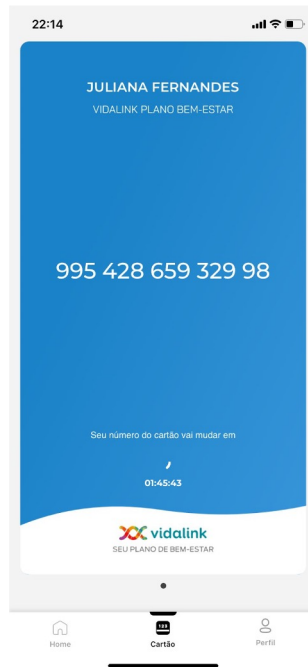 22:14
JULIANA FERNANDES
VIDALINK PLANO BEM-ESTAR
995 428 659 329 98
Seu número do cartão vai mudar em
01:45:43
vidalink
SEU PLANO DE BEM-ESTAR
123
Home Cartão Perfil